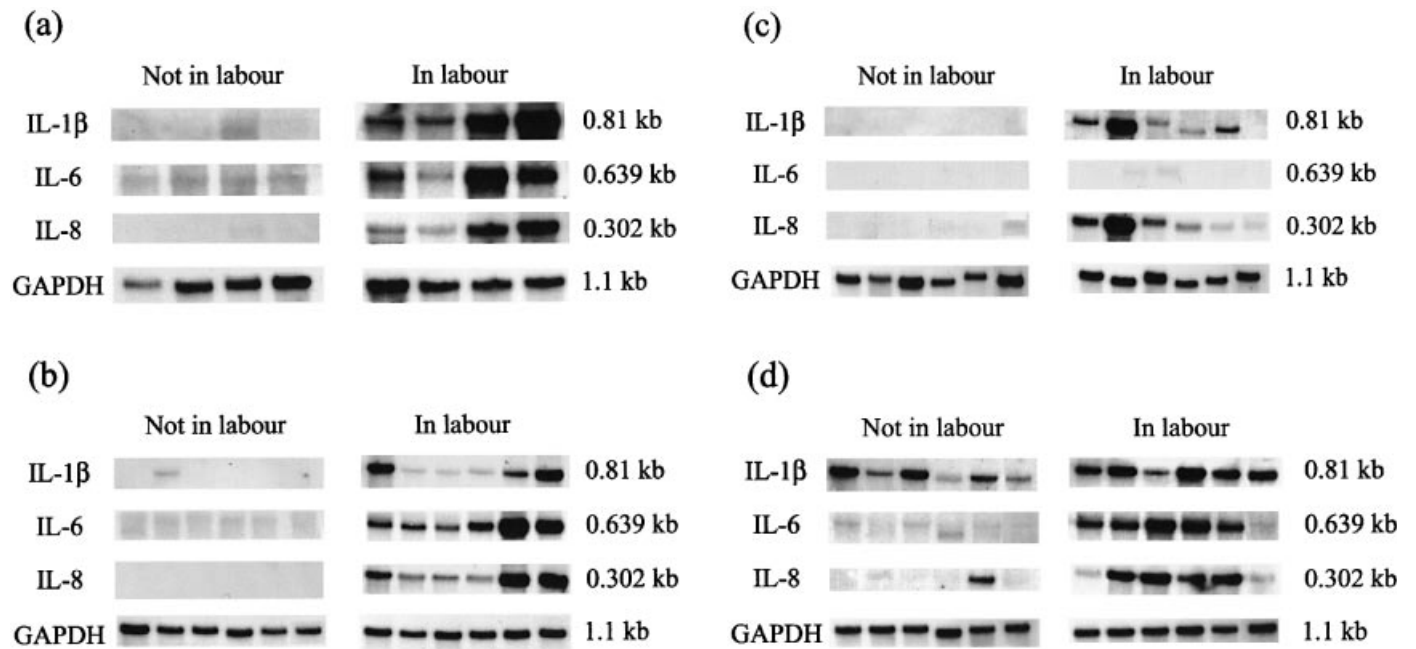 (a)
Not in labour In labour
IL-1β 0.81 kb
IL-6 0.639 kb
IL-8 0.302 kb
GAPDH 1.1 kb
(b)
Not in labour In labour
IL-1β 0.81 kb
IL-6 0.639 kb
IL-8 0.302 kb
GAPDH 1.1 kb
(c)
Not in labour In labour
IL-1β 0.81 kb
IL-6 0.639 kb
IL-8 0.302 kb
GAPDH 1.1 kb
(d)
Not in labour In labour
IL-1β 0.81 kb
IL-6 0.639 kb
IL-8 0.302 kb
GAPDH 1.1 kb